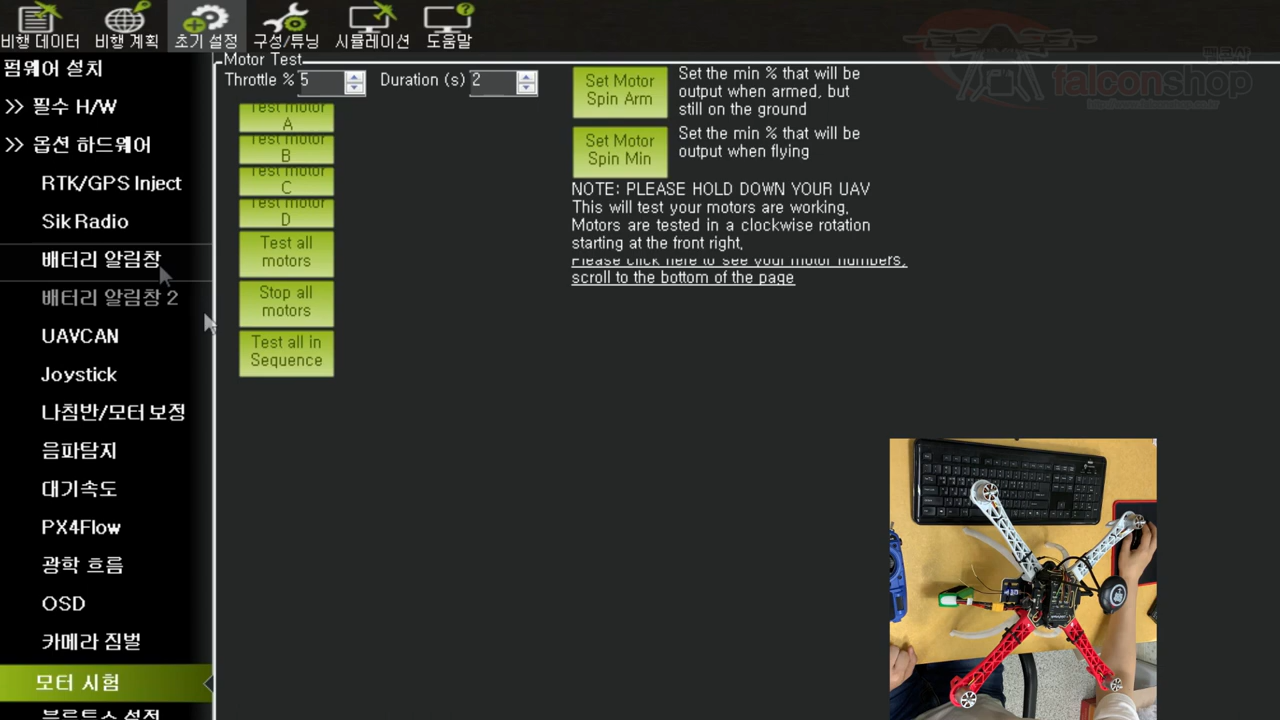 비행 데이터
비행 계획
초기 설정
구성/튜닝
시뮬레이션
도움말
팰콘샵
falconshop
펌웨어 설치
>> 필수 H/W
>> 옵션 하드웨어
RTK/GPS Inject
Sik Radio
배터리 알림창
배터리 알림창 2
UAVCAN
Joystick
나침반/모터 보정
음파탐지
대기속도
PX4Flow
광학 흐름
OSD
카메라 짐벌
모터 시험
블루투스 설정
Motor Test
Throttle % 5
Duration (s) 2
Test motor
A
Test motor
B
Test motor
C
Test motor
D
Test all
motors
Stop all
motors
Test all in
Sequence
Set Motor
Spin Arm
Set the min % that will be
output when armed, but
still on the ground
Set Motor
Spin Min
Set the min % that will be
output when flying
NOTE: PLEASE HOLD DOWN YOUR UAV
This will test your motors are working,
Motors are tested in a clockwise rotation
starting at the front right,
Please click here to see your motor numbers,
scroll to the bottom of the page